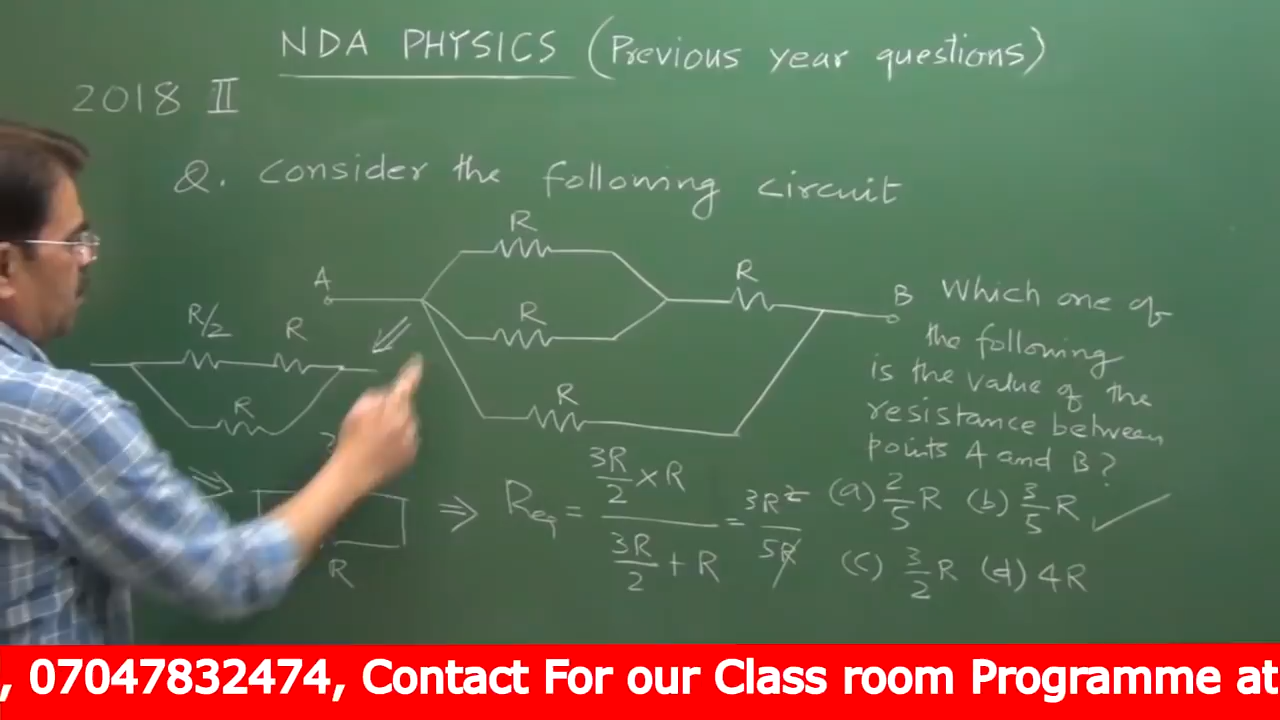 NDA PHYSICS (Previous year questions)
2018 II
Q. Consider the following circuit
R
A
R
B
R
R
R/2
R
R
Which one of
the following
is the value of the
resistance between
points A and B?
(a) 2/5 R (b) 3/5 R ✓
(c) 3/2 R (d) 4R
3
R
⇒ Req = (3R/2 × R)/(3R/2 + R) = 3R²/5R
, 07047832474, Contact For our Class room Programme at